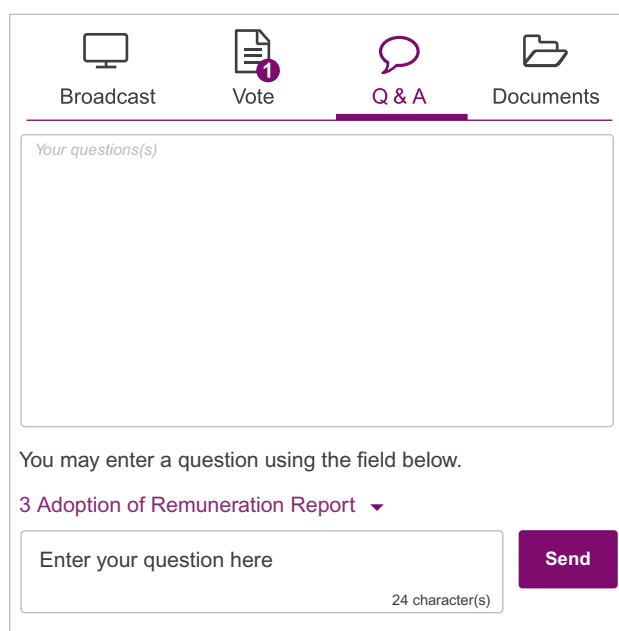 1
Broadcast Vote Q & A Documents
Your questions(s)
You may enter a question using the field below.
3 Adoption of Remuneration Report
Enter your question here
Send
24 character(s)